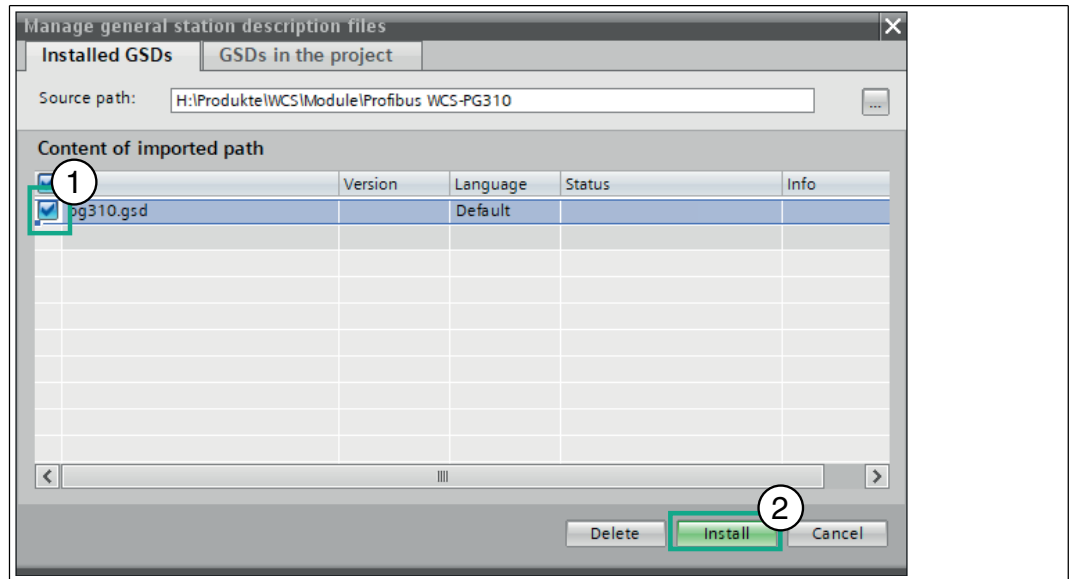 Manage general station description files
Installed GSDs GSDs in the project
Source path: H:\Produkte\WCS\Module\Profibus WCS-PG310 ...
Content of imported path
1
Version Language Status Info
pg310.gsd Default
2
Delete Install Cancel